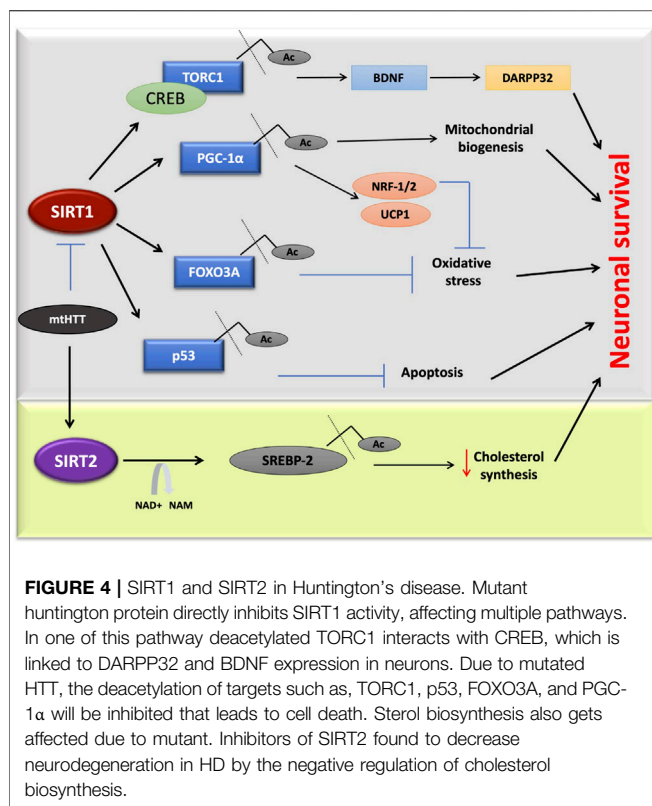 TORC1
Ac
CREB
BDNF
DARPP32
PGC-1α
Ac
Mitochondrial
biogenesis
NRF-1/2
UCP1
SIRT1
FOXO3A
Ac
Oxidative
stress
Neuronal survival
mtHTT
p53
Ac
Apoptosis
SIRT2
NAD+ NAM
SREBP-2
Ac
Cholesterol
synthesis
FIGURE 4 | SIRT1 and SIRT2 in Huntington's disease. Mutant
huntington protein directly inhibits SIRT1 activity, affecting multiple pathways.
In one of this pathway deacetylated TORC1 interacts with CREB, which is
linked to DARPP32 and BDNF expression in neurons. Due to mutated
HTT, the deacetylation of targets such as, TORC1, p53, FOXO3A, and PGC-
1α will be inhibited that leads to cell death. Sterol biosynthesis also gets
affected due to mutant. Inhibitors of SIRT2 found to decrease
neurodegeneration in HD by the negative regulation of cholesterol
biosynthesis.